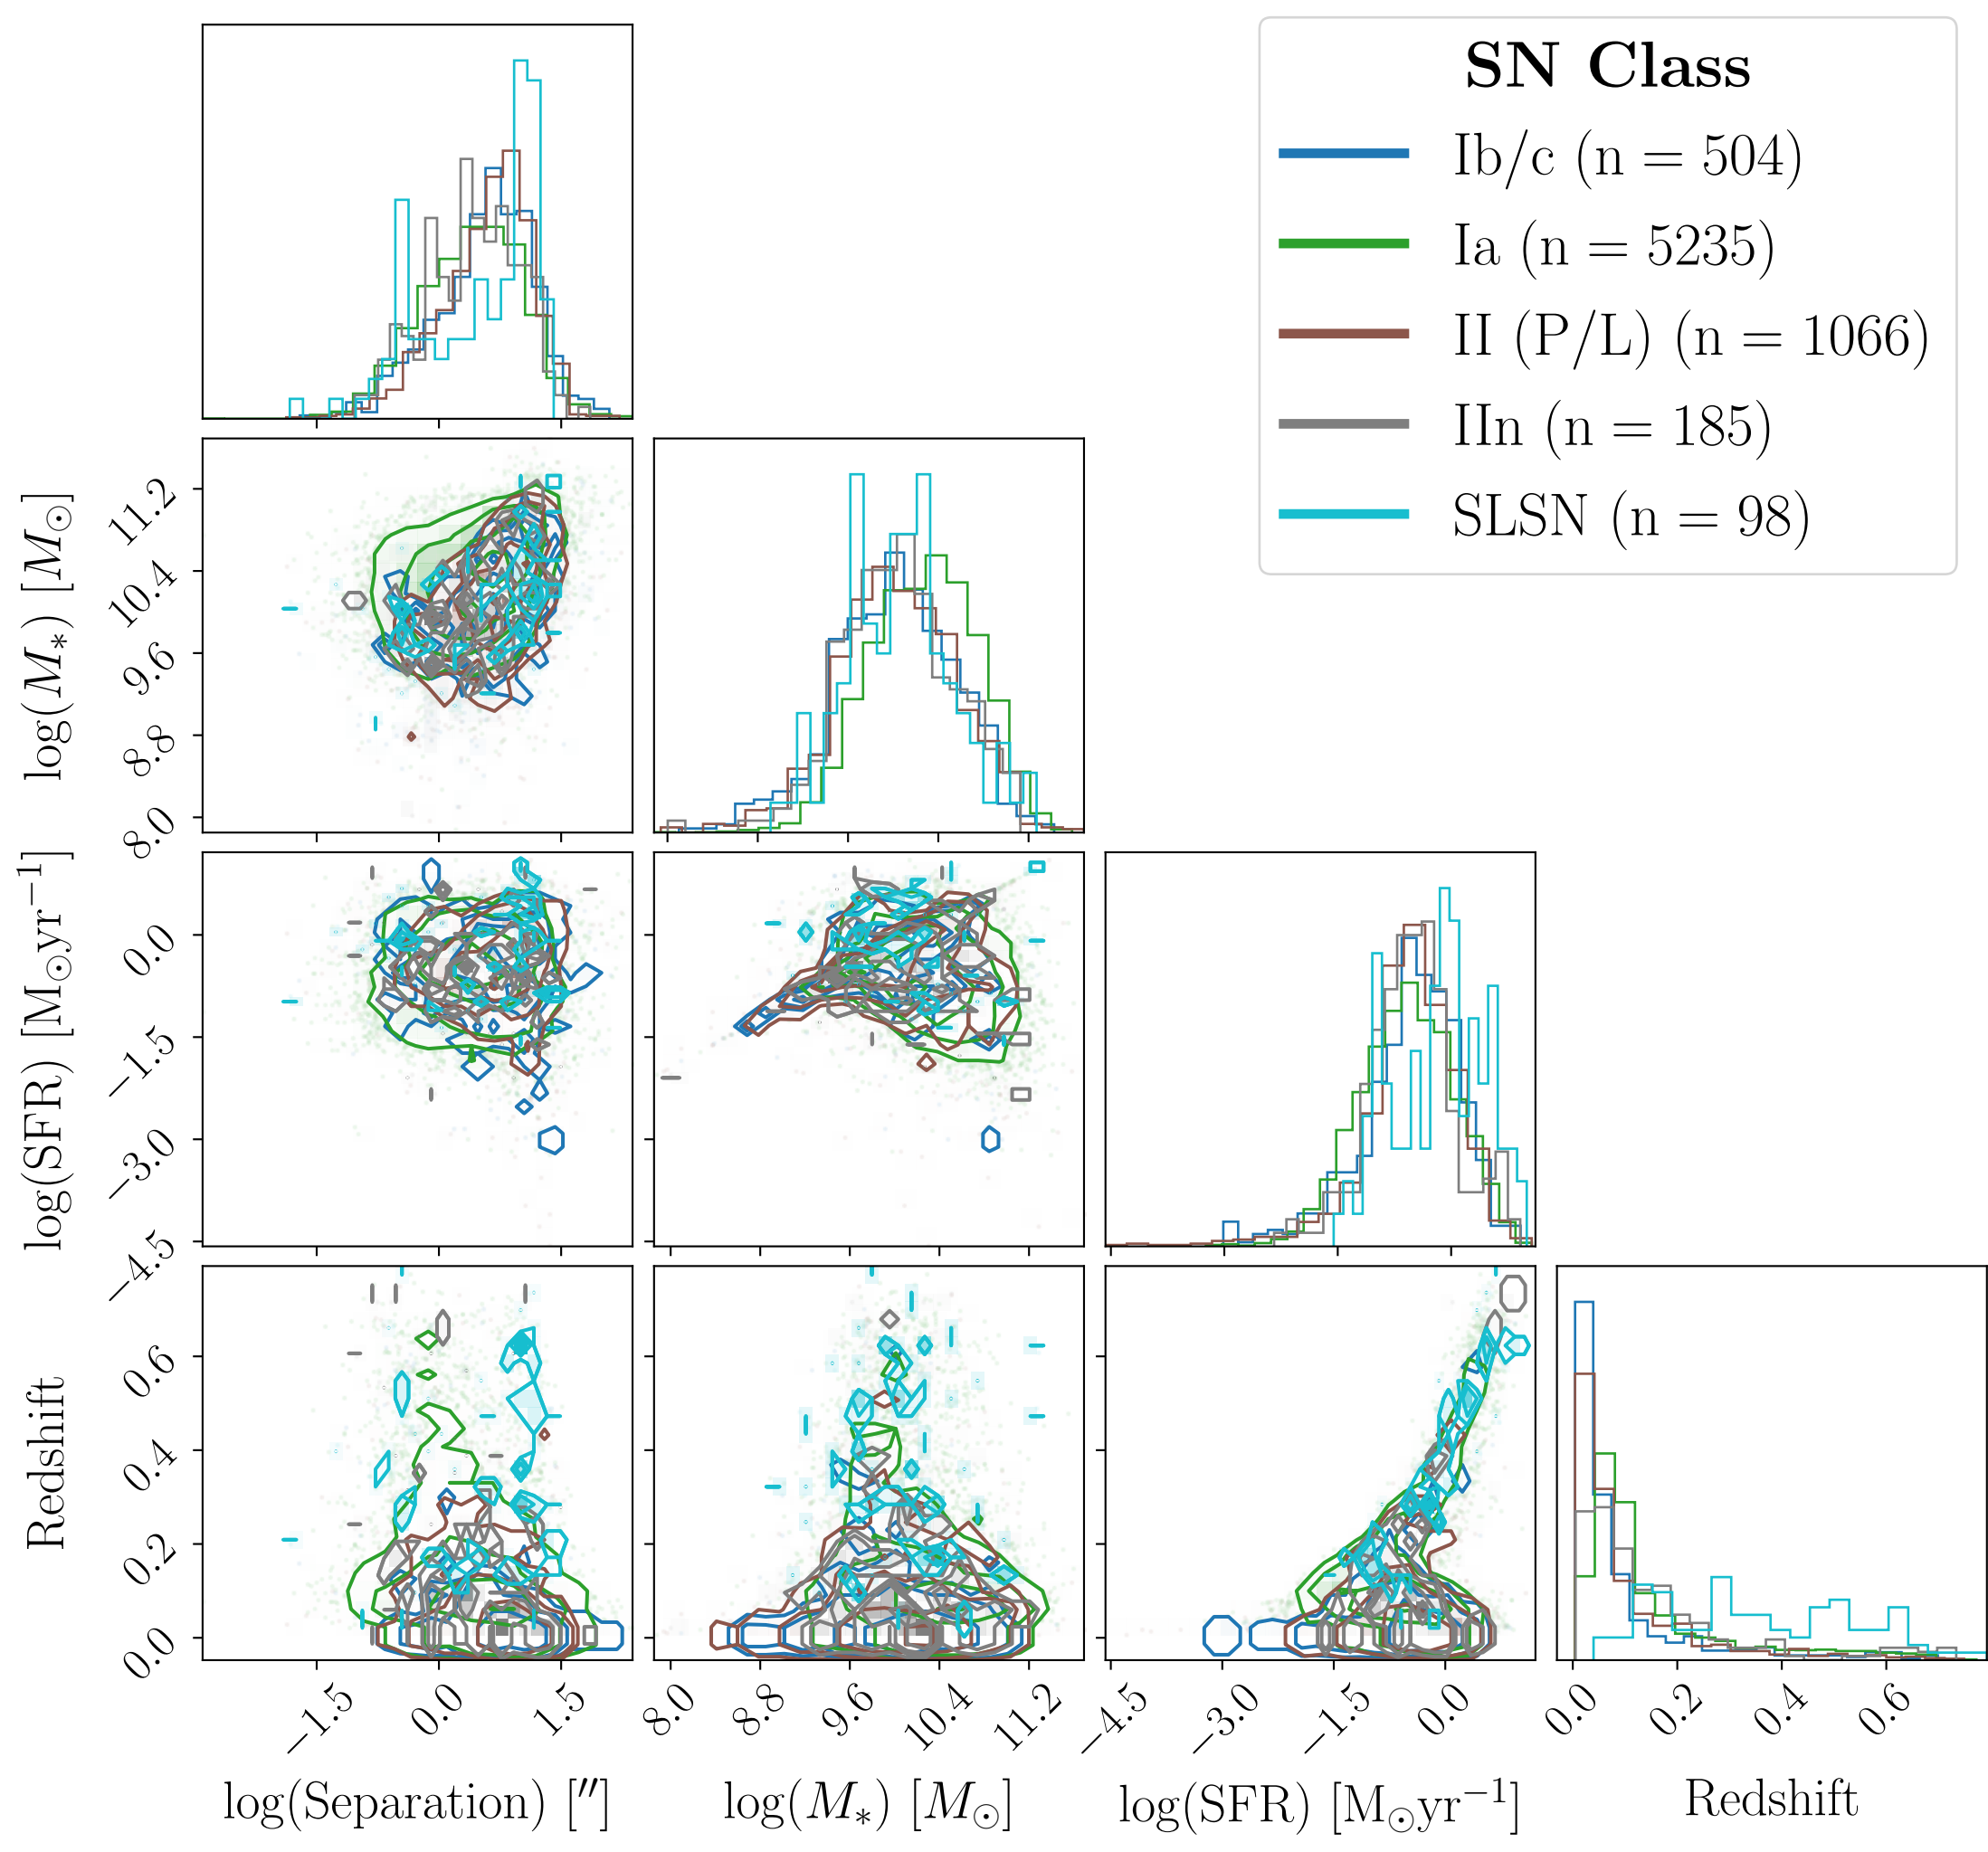 SN Class
Ib/c (n = 504)
Ia (n = 5235)
II (P/L) (n = 1066)
IIn (n = 185)
SLSN (n = 98)
log(M∗) [M⊙]
11.2
10.4
9.6
8.8
8.0
log(SFR) [M⊙yr⁻¹]
0.0
−1.5
−3.0
−4.5
Redshift
0.6
0.4
0.2
0.0
−1.5 0.0 1.5 8.0 8.8 9.6 10.4 11.2 −4.5 −3.0 −1.5 0.0 0.0 0.2 0.4 0.6
log(Separation) [″] log(M∗) [M⊙] log(SFR) [M⊙yr⁻¹] Redshift